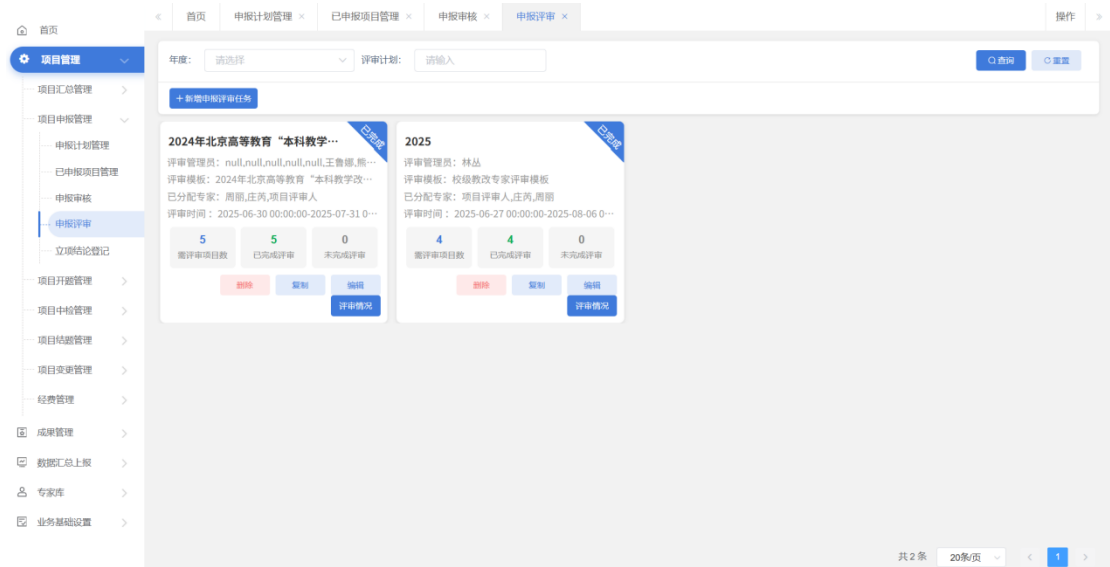 首页
申报计划管理 ×
已申报项目管理 ×
申报审核 ×
申报评审 ×
操作
首页
项目管理
项目汇总管理
项目申报管理
申报计划管理
已申报项目管理
申报审核
申报评审
立项结论登记
项目开题管理
项目中检管理
项目结题管理
项目变更管理
经费管理
成果管理
数据汇总上报
专家库
业务基础设置
年度： 请选择 评审计划： 请输入
查询 重置
+ 新增申报评审任务
已完成
2024年北京高等教育“本科教学…
评审管理员：null,null,null,null,null,王鲁娜,熊…
评审模板：2024年北京高等教育“本科教学改…
已分配专家：周丽,庄芮,项目评审人
评审时间 ：2025-06-30 00:00:00-2025-07-31 0…
5 5 0
需评审项目数 已完成评审 未完成评审
删除 复制 编辑
评审情况
已完成
2025
评审管理员：林丛
评审模板：校级教改专家评审模板
已分配专家：项目评审人,庄芮,周丽
评审时间 ：2025-06-27 00:00:00-2025-08-06 0…
4 4 0
需评审项目数 已完成评审 未完成评审
删除 复制 编辑
评审情况
共 2 条 20条/页 1